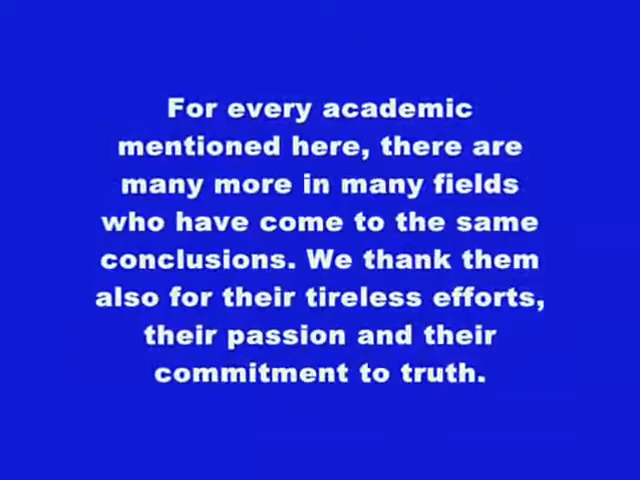 For every academic
mentioned here, there are
many more in many fields
who have come to the same
conclusions. We thank them
also for their tireless efforts,
their passion and their
commitment to truth.